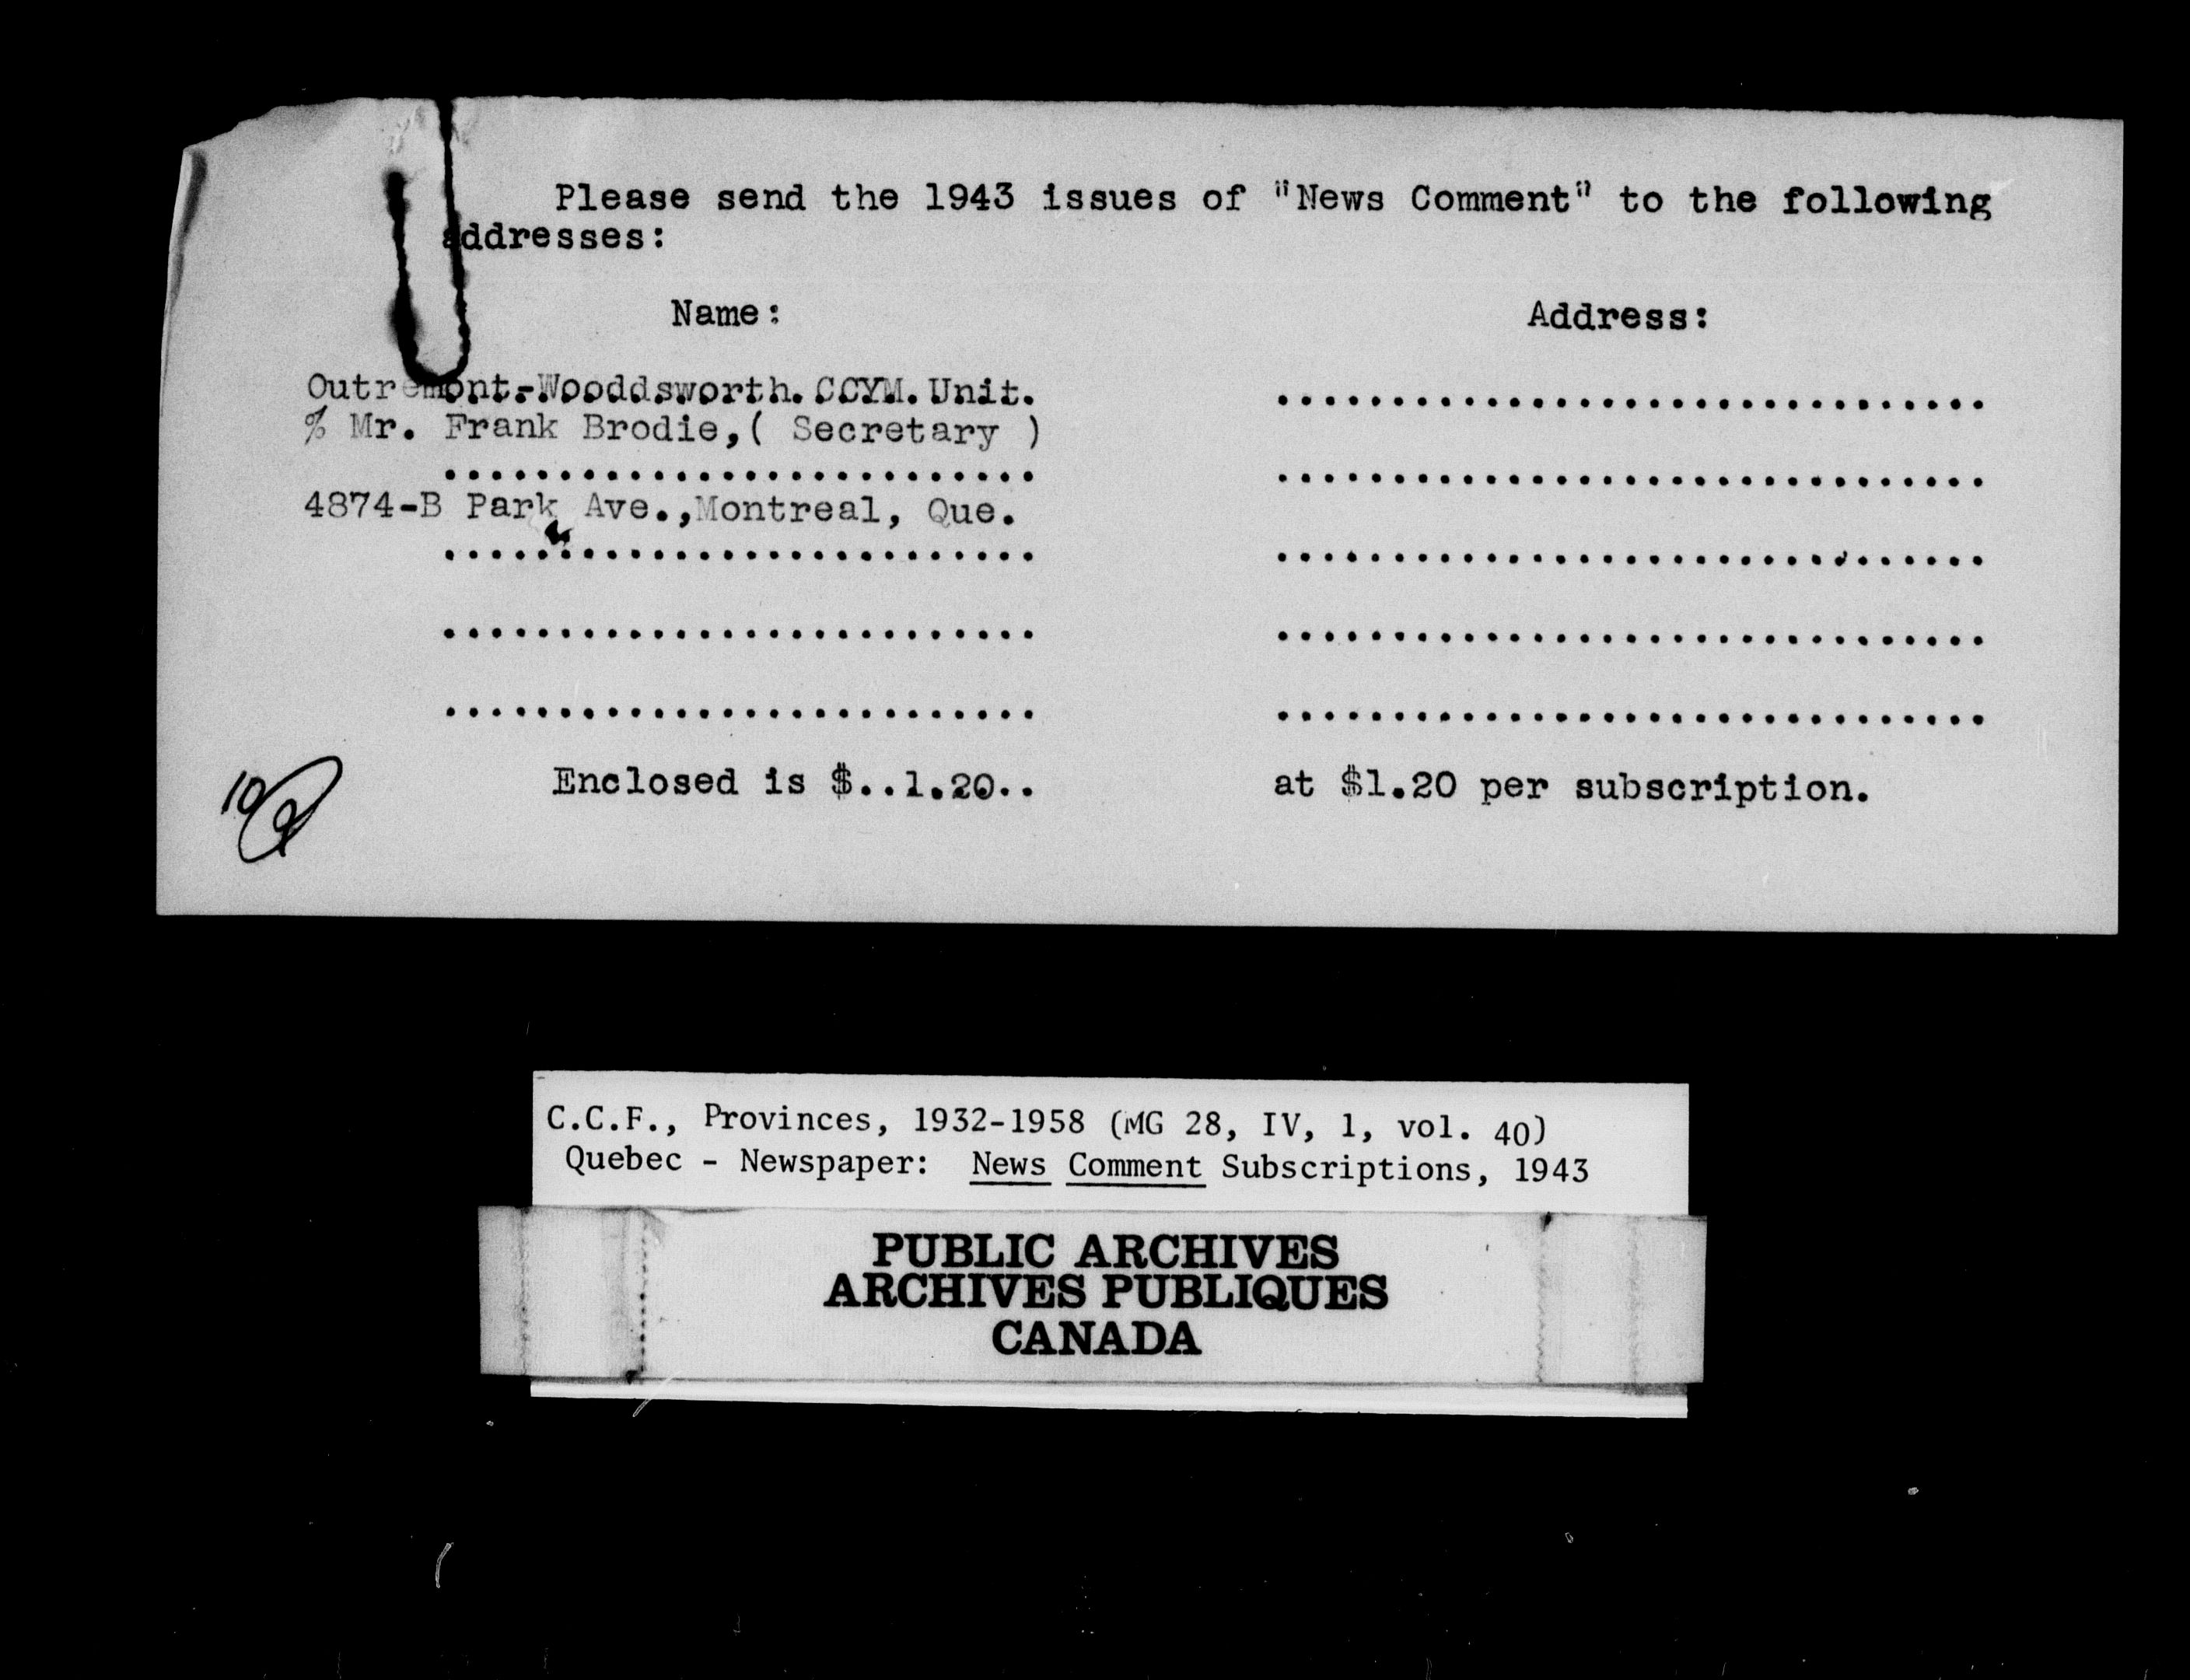 Please send the 1943 issues of "News Comment" to the following
addresses:
Name: Address:
Outremont-Wooddsworth CCYM. Unit. .................................
% Mr. Frank Brodie,( Secretary )
.......................... ...............................
4874-B Park Ave.,Montreal, Que.
.......................... ...............................
.......................... ...............................
.......................... ...............................
Enclosed is $..1.20.. at $1.20 per subscription.
C.C.F., Provinces, 1932-1958 (MG 28, IV, 1, vol. 40)
Quebec - Newspaper: News Comment Subscriptions, 1943
PUBLIC ARCHIVES
ARCHIVES PUBLIQUES
CANADA